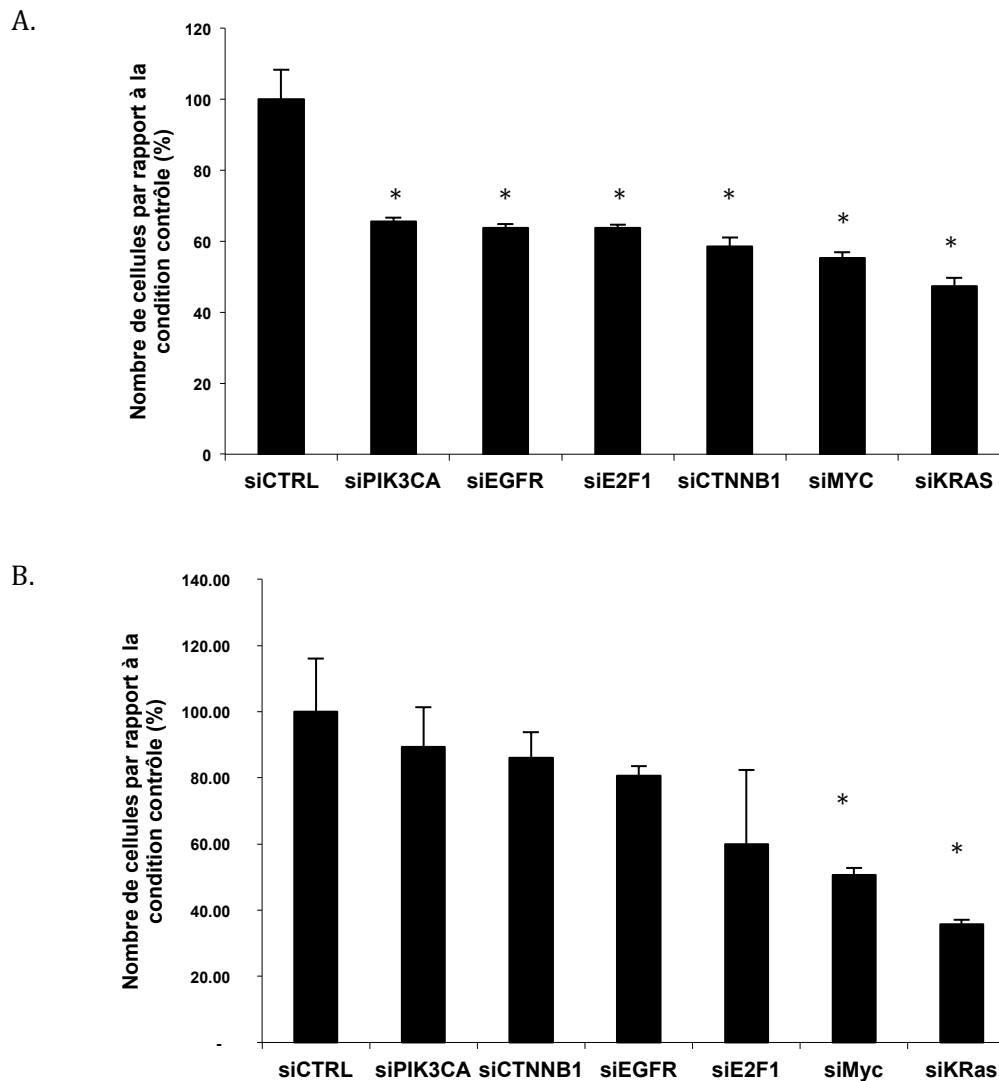 A.
Nombre de cellules par rapport à la
condition contrôle (%)
120
100
80
60
40
20
0
* * * * * *
siCTRL siPIK3CA siEGFR siE2F1 siCTNNB1 siMYC siKRAS
B.
Nombre de cellules par rapport à la
condition contrôle (%)
140.00
120.00
100.00
80.00
60.00
40.00
20.00
-
* *
siCTRL siPIK3CA siCTNNB1 siEGFR siE2F1 siMyc siKRas